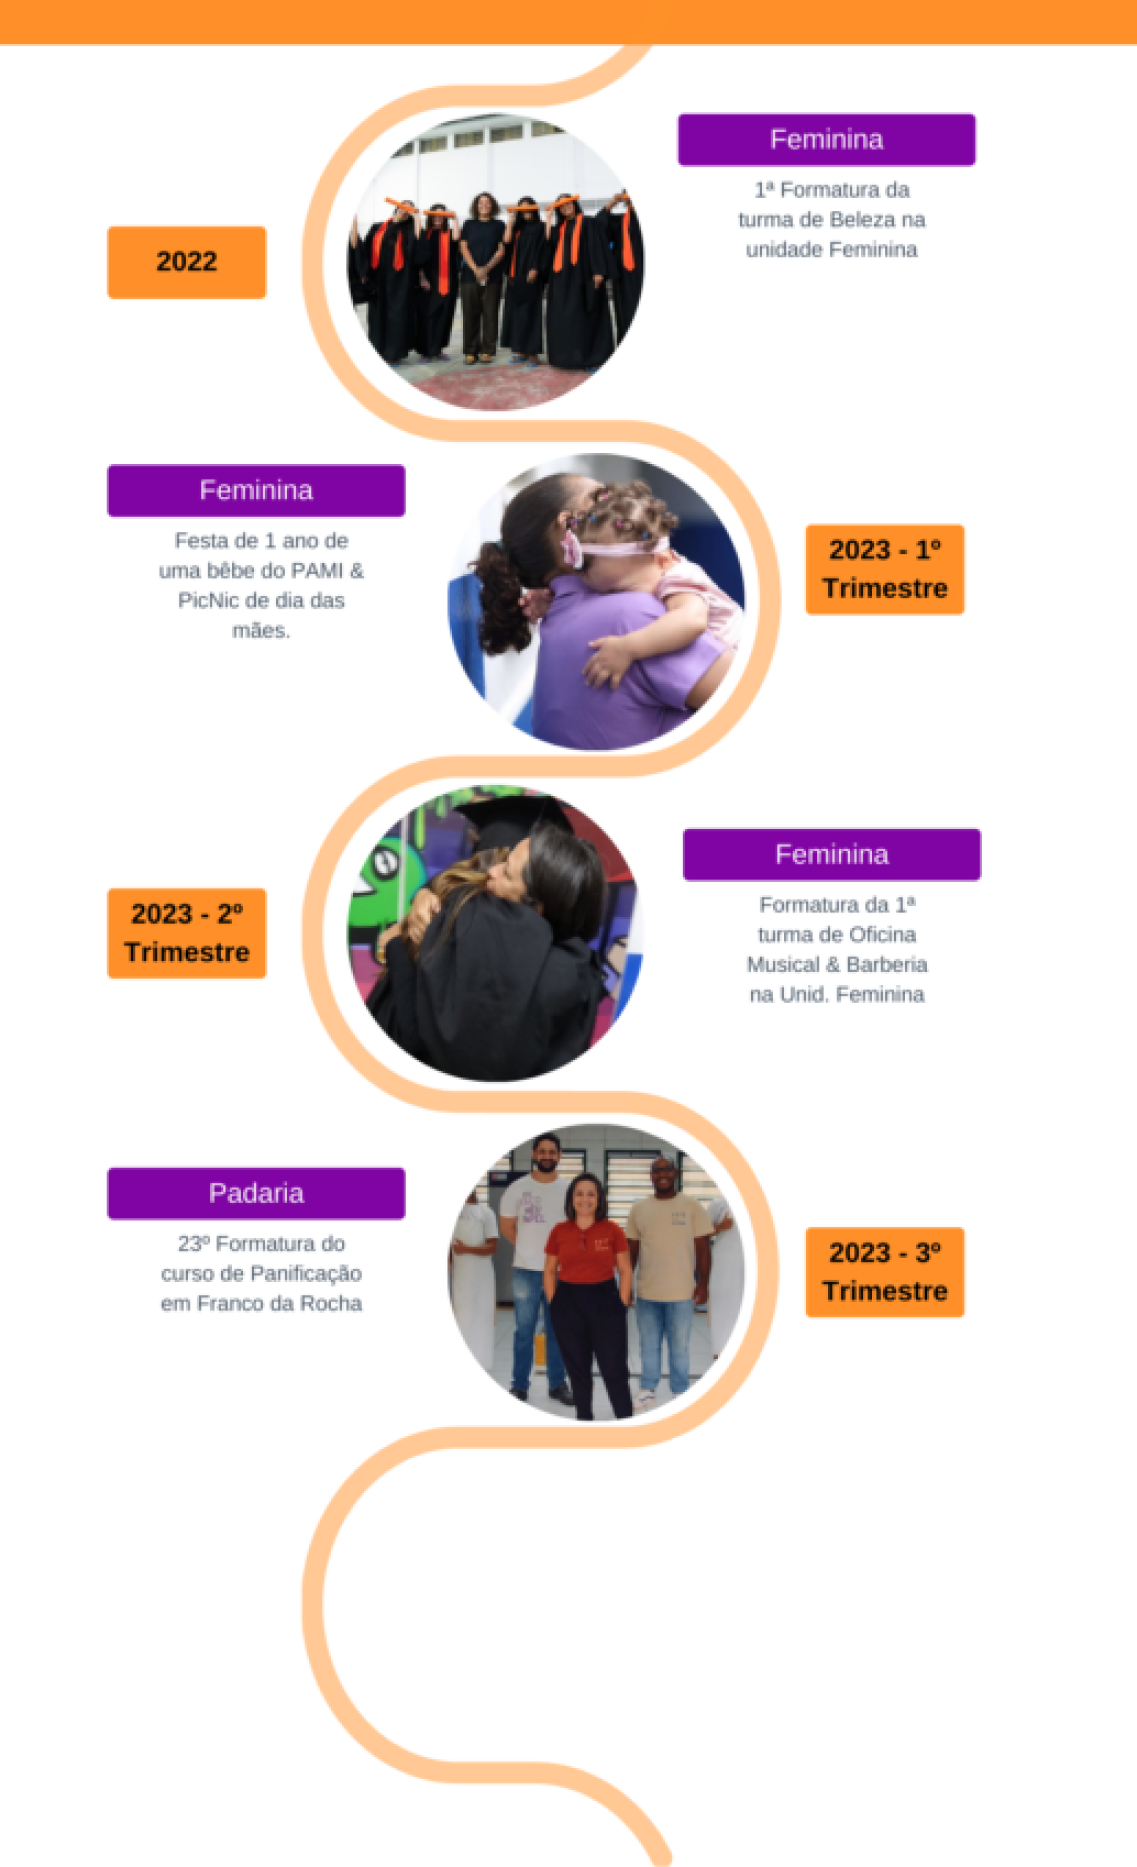 Feminina
1ª Formatura da
turma de Beleza na
unidade Feminina
2022
Feminina
Festa de 1 ano de
uma bêbe do PAMI &
PicNic de dia das
mães.
2023 - 1º
Trimestre
2023 - 2º
Trimestre
Feminina
Formatura da 1ª
turma de Oficina
Musical & Barberia
na Unid. Feminina
Padaria
23º Formatura do
curso de Panificação
em Franco da Rocha
2023 - 3º
Trimestre